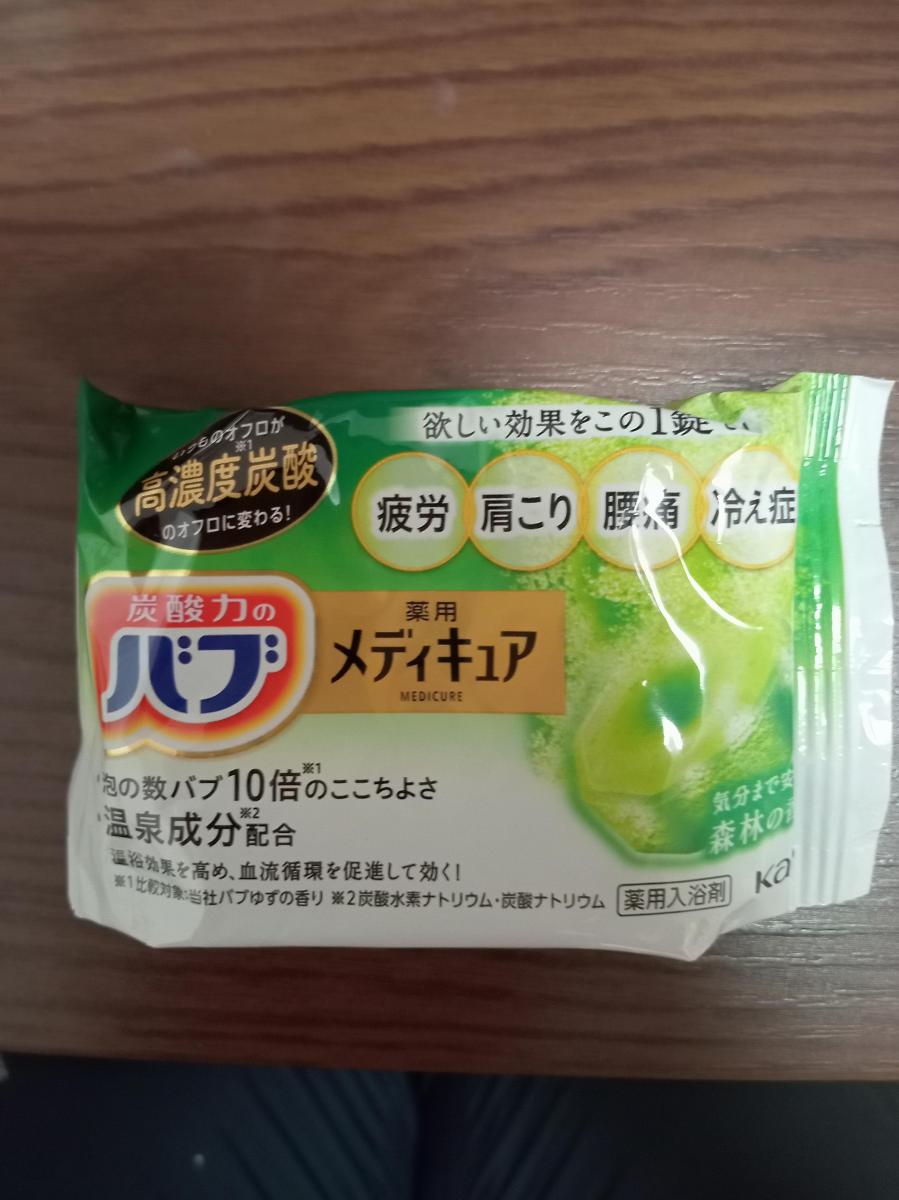 いつものオフロが
※1
高濃度炭酸
のオフロに変わる!
欲しい効果をこの1錠で
疲労
肩こり
腰痛
冷え症
炭酸力の
バブ
薬用
メディキュア
MEDICURE
泡の数バブ10倍※1のここちよさ
温泉成分※2配合
温浴効果を高め、血流循環を促進して効く!
※1比較対象:当社バブゆずの香り ※2炭酸水素ナトリウム・炭酸ナトリウム
薬用入浴剤
気分まで安
森林の香
Ka